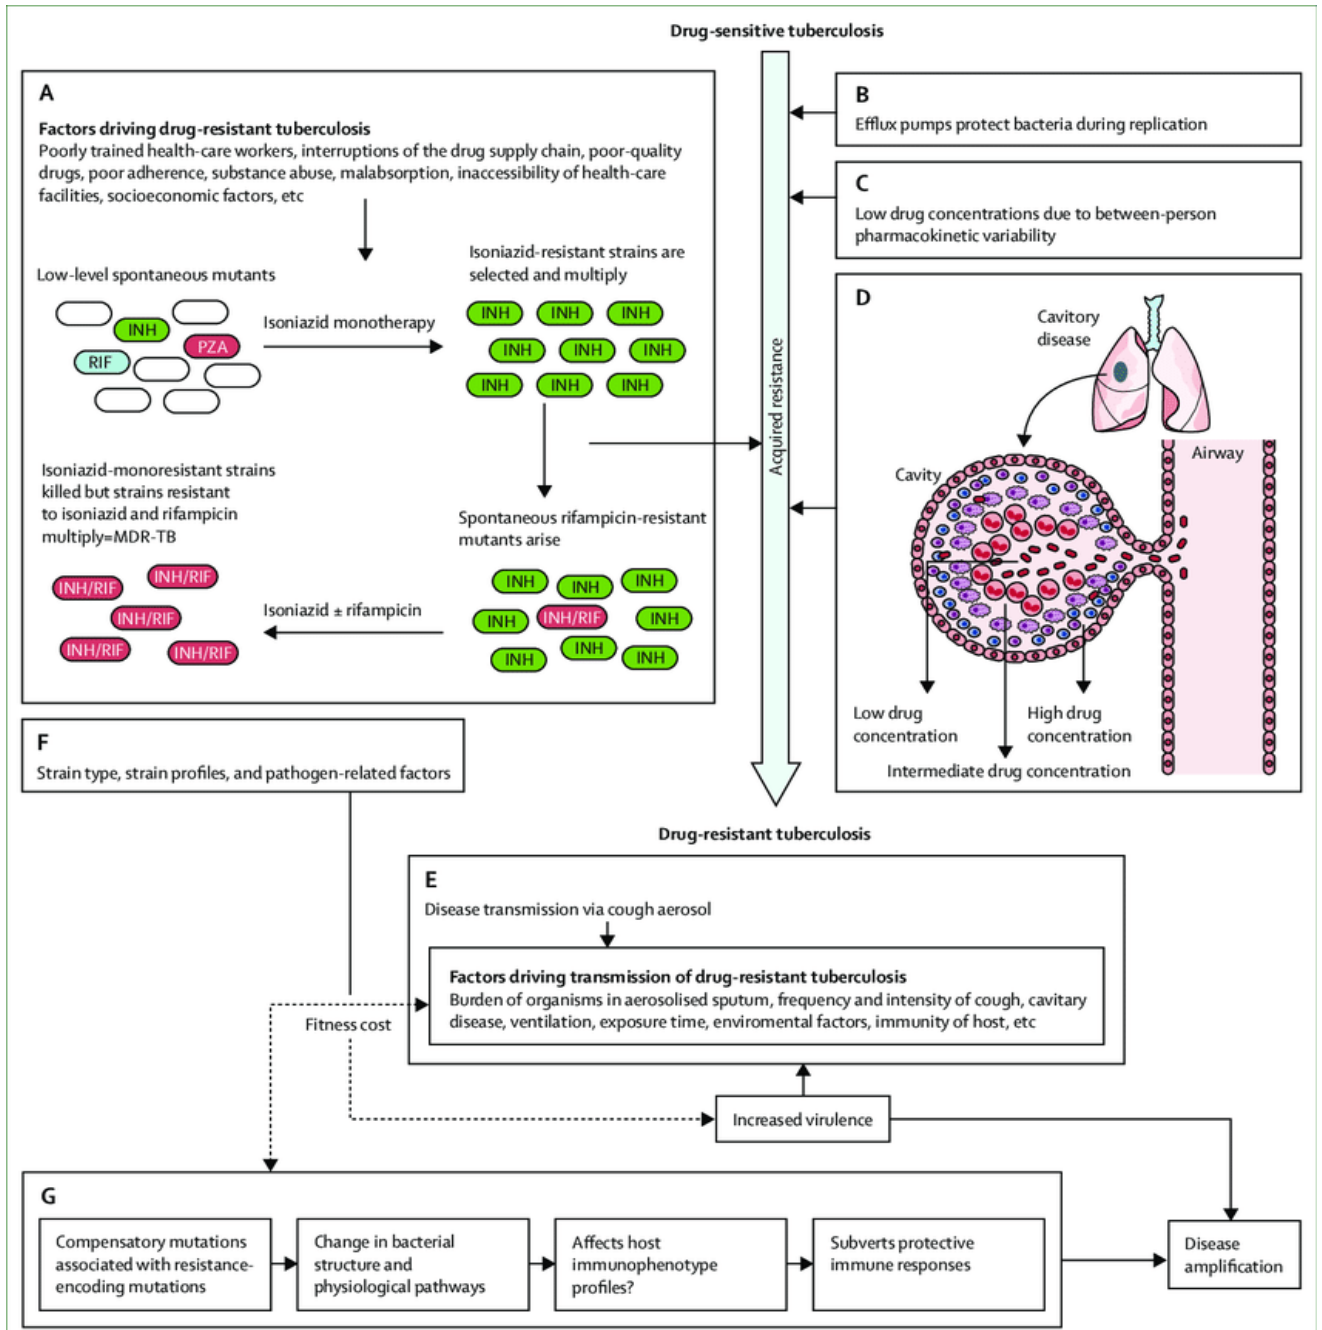 Drug-sensitive tuberculosis
A
Factors driving drug-resistant tuberculosis
Poorly trained health-care workers, interruptions of the drug supply chain, poor-quality
drugs, poor adherence, substance abuse, malabsorption, inaccessibility of health-care
facilities, socioeconomic factors, etc
Low-level spontaneous mutants
INH
PZA
RIF
Isoniazid monotherapy
Isoniazid-resistant strains are
selected and multiply
INH INH INH
INH INH INH
INH INH INH
Spontaneous rifampicin-resistant
mutants arise
INH INH INH
INH INH/RIF INH
INH INH INH
Isoniazid ± rifampicin
Isoniazid-monoresistant strains
killed but strains resistant
to isoniazid and rifampicin
multiply=MDR-TB
INH/RIF INH/RIF
INH/RIF
INH/RIF INH/RIF
Acquired resistance
B
Efflux pumps protect bacteria during replication
C
Low drug concentrations due to between-person
pharmacokinetic variability
D
Cavitory
disease
Airway
Cavity
Low drug
concentration
High drug
concentration
Intermediate drug concentration
F
Strain type, strain profiles, and pathogen-related factors
Drug-resistant tuberculosis
E
Disease transmission via cough aerosol
Factors driving transmission of drug-resistant tuberculosis
Burden of organisms in aerosolised sputum, frequency and intensity of cough, cavitary
disease, ventilation, exposure time, enviromental factors, immunity of host, etc
Fitness cost
Increased virulence
G
Compensatory mutations
associated with resistance-
encoding mutations
Change in bacterial
structure and
physiological pathways
Affects host
immunophenotype
profiles?
Subverts protective
immune responses
Disease
amplification